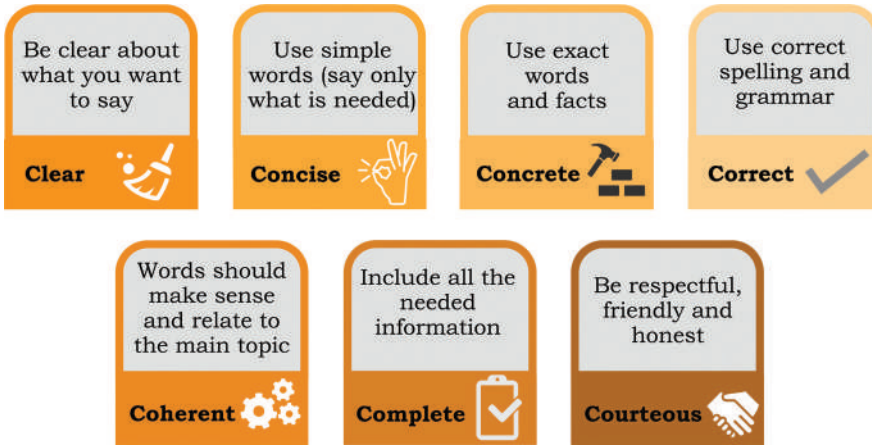 Be clear about
what you want
to say
Clear
Use simple
words (say only
what is needed)
Concise
Use exact
words
and facts
Concrete
Use correct
spelling and
grammar
Correct
Words should
make sense
and relate to
the main topic
Coherent
Include all the
needed
information
Complete
Be respectful,
friendly and
honest
Courteous